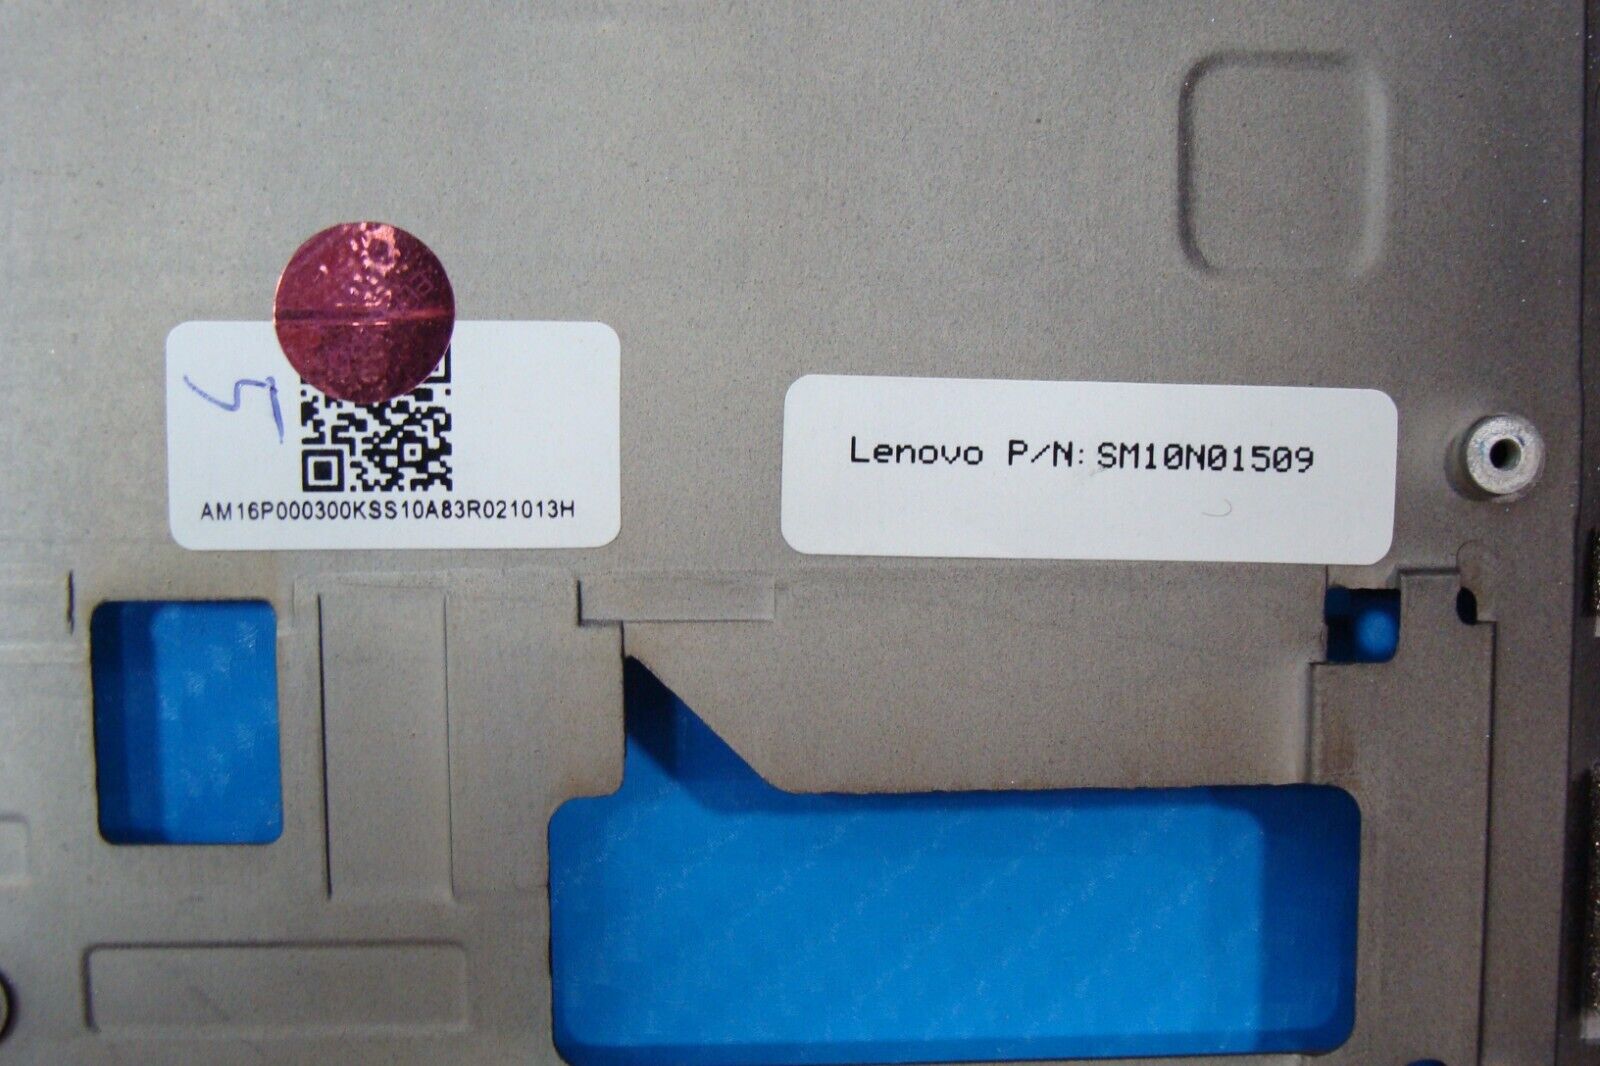 AM16P000300KSS10A83R021013H
Lenovo P/N: SM10N01509